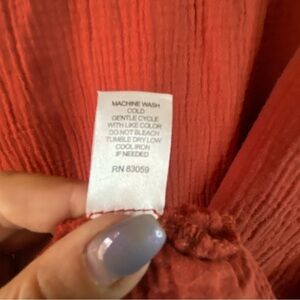 MACHINE WASH
COLD
GENTLE CYCLE
WITH LIKE COLOR
DO NOT BLEACH
TUMBLE DRY LOW
COOL IRON
IF NEEDED
RN 83059